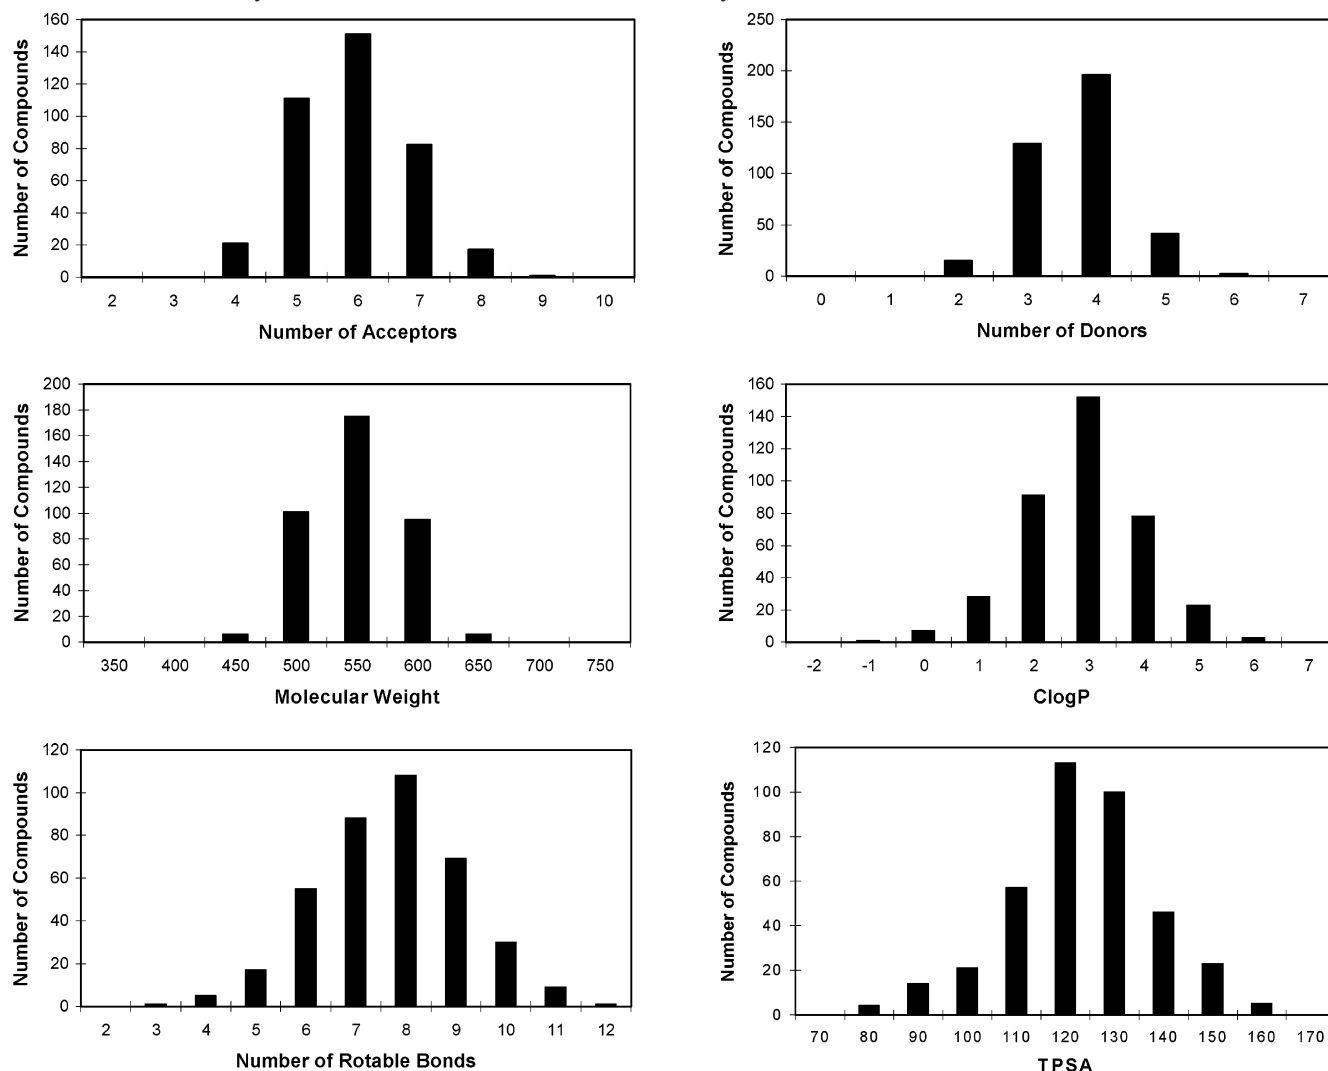 160
140
120
100
80
60
40
20
0
Number of Compounds
2 3 4 5 6 7 8 9 10
Number of Acceptors
250
200
150
100
50
0
Number of Compounds
0 1 2 3 4 5 6 7
Number of Donors
200
180
160
140
120
100
80
60
40
20
0
Number of Compounds
350 400 450 500 550 600 650 700 750
Molecular Weight
160
140
120
100
80
60
40
20
0
Number of Compounds
-2 -1 0 1 2 3 4 5 6 7
ClogP
120
100
80
60
40
20
0
Number of Compounds
2 3 4 5 6 7 8 9 10 11 12
Number of Rotable Bonds
120
100
80
60
40
20
0
Number of Compounds
70 80 90 100 110 120 130 140 150 160 170
TPSA